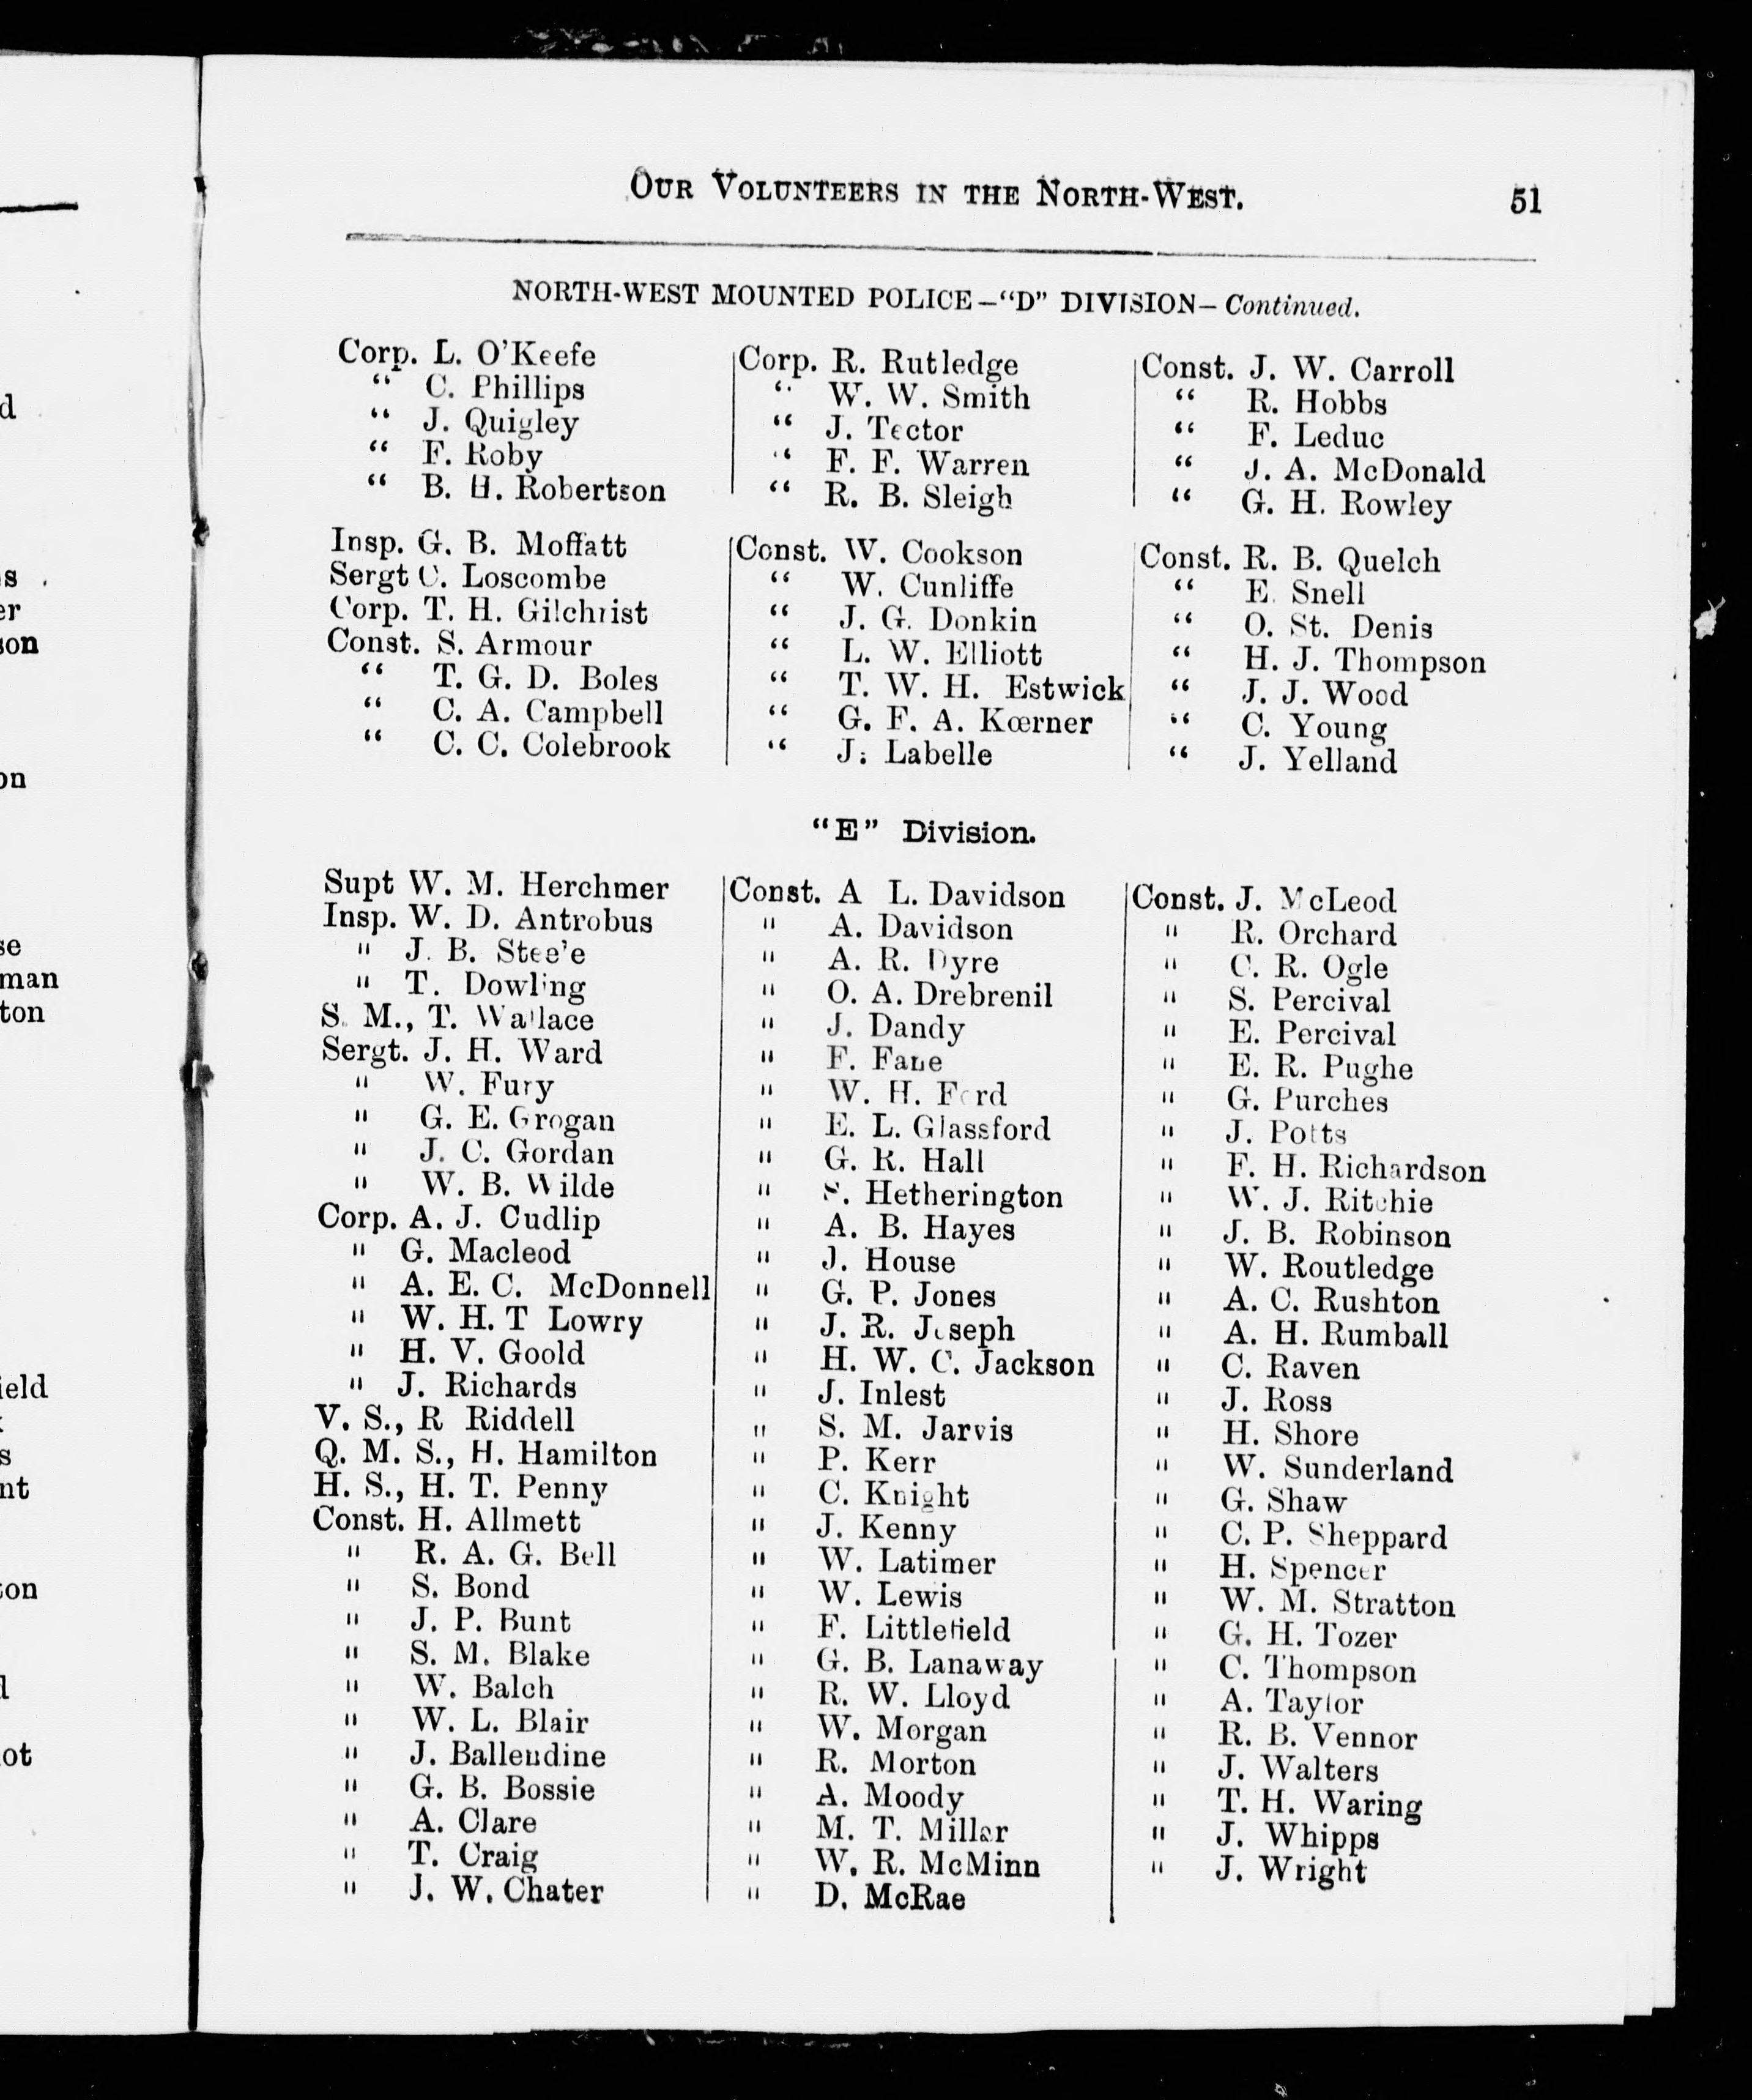 OUR VOLUNTEERS IN THE NORTH-WEST. 51
NORTH-WEST MOUNTED POLICE—“D” DIVISION—Continued.
Corp. L. O’Keefe
“ C. Phillips
“ J. Quigley
“ F. Roby
“ B. H. Robertson
Corp. R. Rutledge
“ W. W. Smith
“ J. Tector
“ F. F. Warren
“ R. B. Sleigh
Const. J. W. Carroll
“ R. Hobbs
“ F. Leduc
“ J. A. McDonald
“ G. H. Rowley
Insp. G. B. Moffatt
Sergt C. Loscombe
Corp. T. H. Gilchrist
Const. S. Armour
“ T. G. D. Boles
“ C. A. Campbell
“ C. C. Colebrook
Const. W. Cookson
“ W. Cunliffe
“ J. G. Donkin
“ L. W. Elliott
“ T. W. H. Estwick
“ G. F. A. Kœrner
“ J. Labelle
Const. R. B. Quelch
“ E. Snell
“ O. St. Denis
“ H. J. Thompson
“ J. J. Wood
“ C. Young
“ J. Yelland
“E” Division.
Supt W. M. Herchmer
Insp. W. D. Antrobus
" J. B. Steele
" T. Dowling
S. M., T. Wallace
Sergt. J. H. Ward
" W. Fury
" G. E. Grogan
" J. C. Gordan
" W. B. Wilde
Corp. A. J. Cudlip
" G. Macleod
" A. E. C. McDonnell
" W. H. T Lowry
" H. V. Goold
" J. Richards
V. S., R Riddell
Q. M. S., H. Hamilton
H. S., H. T. Penny
Const. H. Allmett
" R. A. G. Bell
" S. Bond
" J. P. Bunt
" S. M. Blake
" W. Balch
" W. L. Blair
" J. Ballendine
" G. B. Bossie
" A. Clare
" T. Craig
" J. W. Chater
Const. A L. Davidson
" A. Davidson
" A. R. Dyre
" O. A. Drebrenil
" J. Dandy
" F. Fane
" W. H. Ford
" E. L. Glassford
" G. R. Hall
" S. Hetherington
" A. B. Hayes
" J. House
" G. P. Jones
" J. R. Joseph
" H. W. C. Jackson
" J. Inlest
" S. M. Jarvis
" P. Kerr
" C. Knight
" J. Kenny
" W. Latimer
" W. Lewis
" F. Littlefield
" G. B. Lanaway
" R. W. Lloyd
" W. Morgan
" R. Morton
" A. Moody
" M. T. Millar
" W. R. McMinn
" D. McRae
Const. J. McLeod
" R. Orchard
" C. R. Ogle
" S. Percival
" E. Percival
" E. R. Pughe
" G. Purches
" J. Potts
" F. H. Richardson
" W. J. Ritchie
" J. B. Robinson
" W. Routledge
" A. C. Rushton
" A. H. Rumball
" C. Raven
" J. Ross
" H. Shore
" W. Sunderland
" G. Shaw
" C. P. Sheppard
" H. Spencer
" W. M. Stratton
" G. H. Tozer
" C. Thompson
" A. Taylor
" R. B. Vennor
" J. Walters
" T. H. Waring
" J. Whipps
" J. Wright